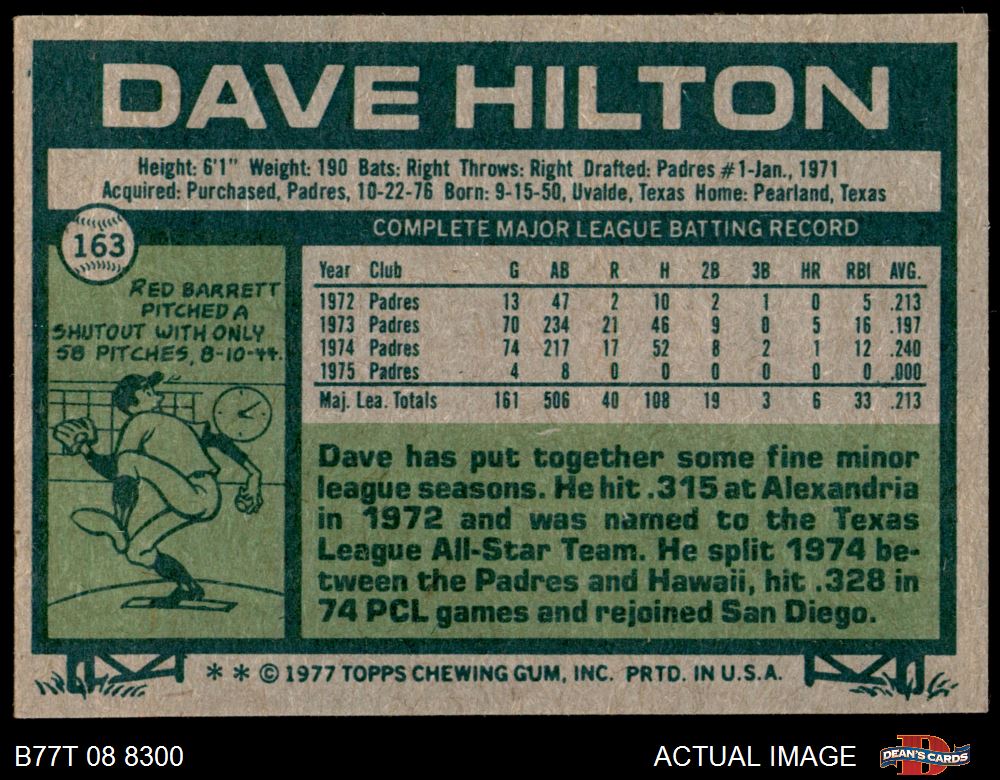 DAVE HILTON
Height: 6'1" Weight: 190 Bats: Right Throws: Right Drafted: Padres #1-Jan., 1971
Acquired: Purchased, Padres, 10-22-76 Born: 9-15-50, Uvalde, Texas Home: Pearland, Texas
163
RED BARRETT
PITCHED A
SHUTOUT WITH ONLY
58 PITCHES, 8-10-44.
COMPLETE MAJOR LEAGUE BATTING RECORD
Year Club G AB R H 2B 3B HR RBI AVG.
1972 Padres 13 47 2 10 2 1 0 5 .213
1973 Padres 70 234 21 46 9 0 5 16 .197
1974 Padres 74 217 17 52 8 2 1 12 .240
1975 Padres 4 8 0 0 0 0 0 0 .000
Maj. Lea. Totals 161 506 40 108 19 3 6 33 .213
Dave has put together some fine minor
league seasons. He hit .315 at Alexandria
in 1972 and was named to the Texas
League All-Star Team. He split 1974 be-
tween the Padres and Hawaii, hit .328 in
74 PCL games and rejoined San Diego.
* * © 1977 TOPPS CHEWING GUM, INC. PRTD. IN U.S.A.
B77T 08 8300
ACTUAL IMAGE
D
DEAN'S CARDS